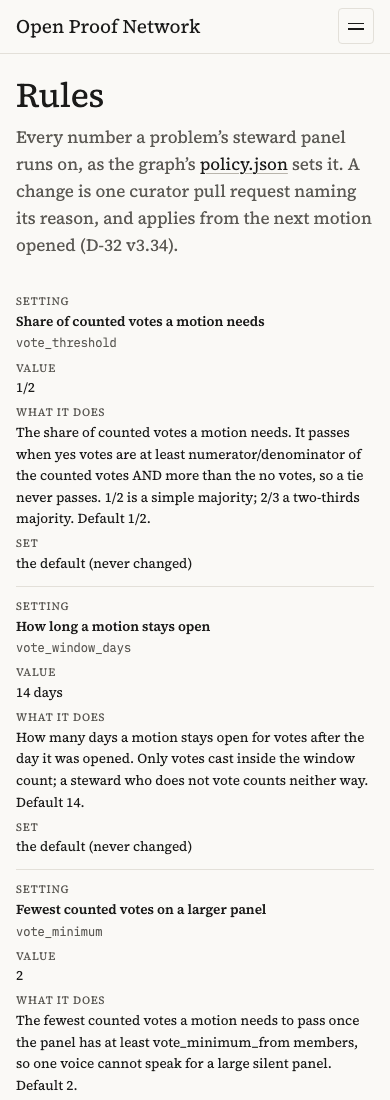 Open Proof Network
Rules
Every number a problem’s steward panel
runs on, as the graph’s policy.json sets it. A
change is one curator pull request naming
its reason, and applies from the next motion
opened (D-32 v3.34).
SETTING
Share of counted votes a motion needs
vote_threshold
VALUE
1/2
WHAT IT DOES
The share of counted votes a motion needs. It passes
when yes votes are at least numerator/denominator of
the counted votes AND more than the no votes, so a tie
never passes. 1/2 is a simple majority; 2/3 a two-thirds
majority. Default 1/2.
SET
the default (never changed)
SETTING
How long a motion stays open
vote_window_days
VALUE
14 days
WHAT IT DOES
How many days a motion stays open for votes after the
day it was opened. Only votes cast inside the window
count; a steward who does not vote counts neither way.
Default 14.
SET
the default (never changed)
SETTING
Fewest counted votes on a larger panel
vote_minimum
VALUE
2
WHAT IT DOES
The fewest counted votes a motion needs to pass once
the panel has at least vote_minimum_from members,
so one voice cannot speak for a large silent panel.
Default 2.